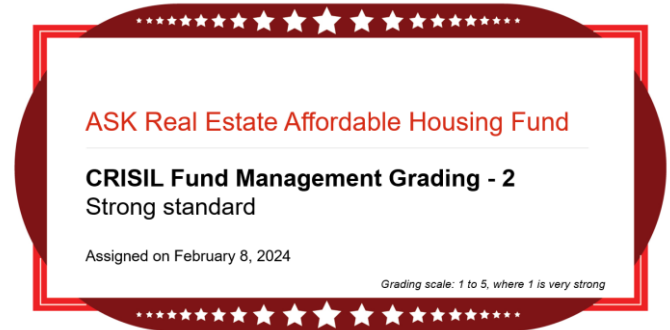 ASK Real Estate Affordable Housing Fund
CRISIL Fund Management Grading - 2
Strong standard
Assigned on February 8, 2024
Grading scale: 1 to 5, where 1 is very strong